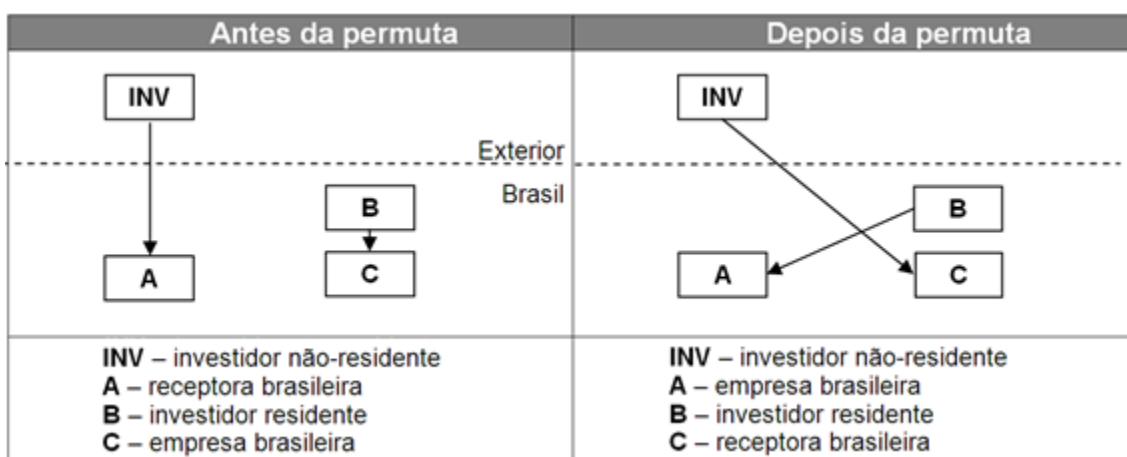 Antes da permuta
INV
Exterior
Brasil
B
A
C
INV – investidor não-residente
A – receptora brasileira
B – investidor residente
C – empresa brasileira
Depois da permuta
INV
B
A
C
INV – investidor não-residente
A – empresa brasileira
B – investidor residente
C – receptora brasileira